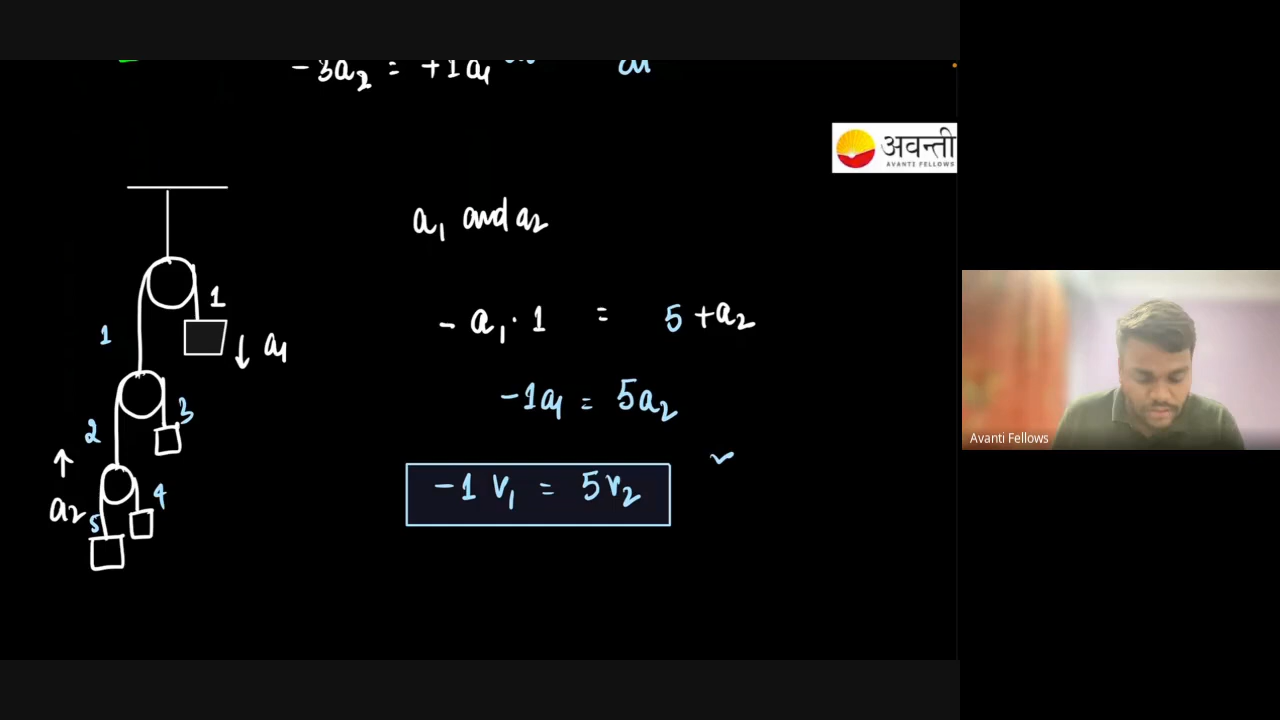 -3a₂ = +1a₁
अवन्ती
AVANTI FELLOWS
a₁ and a₂
1
1
↓ a₁
- a₁·1 = 5 +a₂
3
2
-1a₁ = 5a₂
↑
a₂
4
5
-1 v₁ = 5v₂
Avanti Fellows